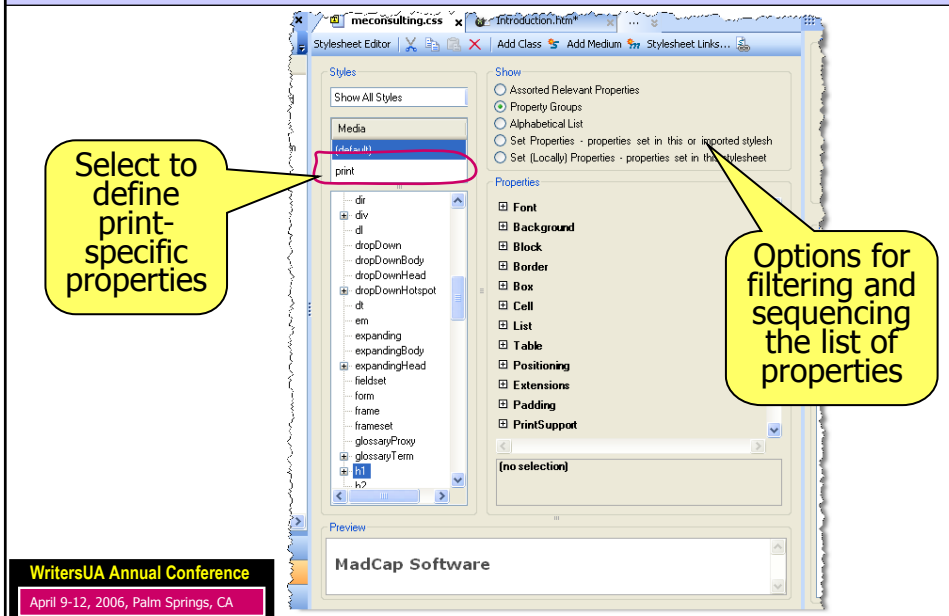 meconsulting.css x Introduction.htm* x ...
Stylesheet Editor Add Class Add Medium Stylesheet Links...
Styles
Show All Styles
Media
(default)
print
dir
div
dl
dropDown
dropDownBody
dropDownHead
dropDownHotspot
dt
em
expanding
expandingBody
expandingHead
fieldset
form
frame
frameset
glossaryProxy
glossaryTerm
h1
h2
Show
Assorted Relevant Properties
Property Groups
Alphabetical List
Set Properties - properties set in this or imported stylesh
Set (Locally) Properties - properties set in this stylesheet
Properties
Font
Background
Block
Border
Box
Cell
List
Table
Positioning
Extensions
Padding
PrintSupport
(no selection)
Preview
MadCap Software
Select to
define
print-
specific
properties
Options for
filtering and
sequencing
the list of
properties
WritersUA Annual Conference
April 9-12, 2006, Palm Springs, CA